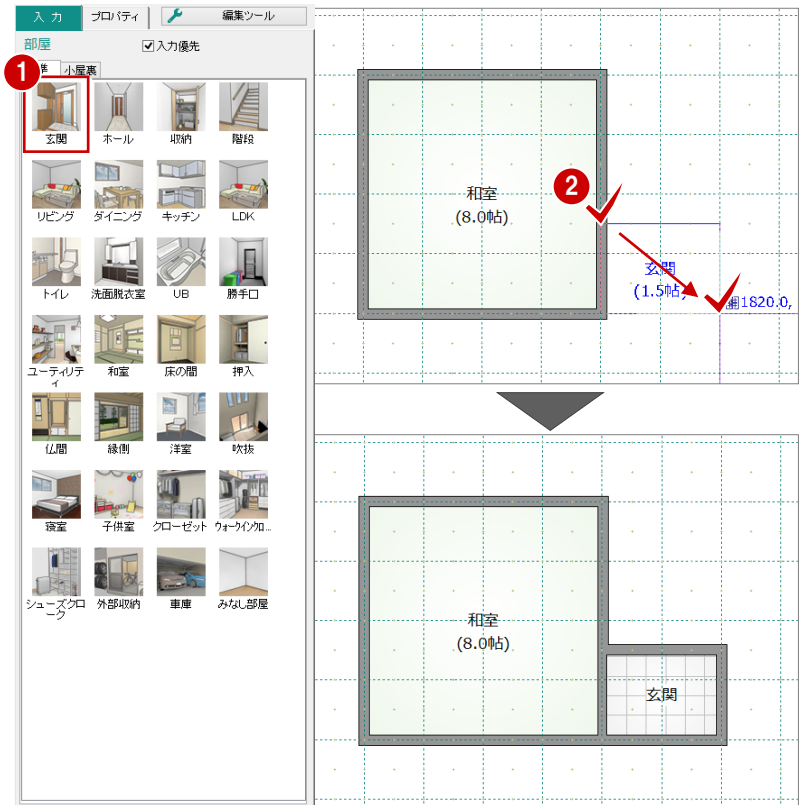 入 力
プロパティ
編集ツール
部屋
入力優先
1
準
小屋裏
玄関
ホール
収納
階段
リビング
ダイニング
キッチン
LDK
トイレ
洗面脱衣室
UB
勝手口
ユーティリテ
ィ
和室
床の間
押入
仏間
縁側
洋室
吹抜
寝室
子供室
クローゼット
ウォークインクロ...
シューズクロ
ーク
外部収納
車庫
みなし部屋
和室
(8.0帖)
2
玄関
(1.5帖)
1820.0,
和室
(8.0帖)
玄関